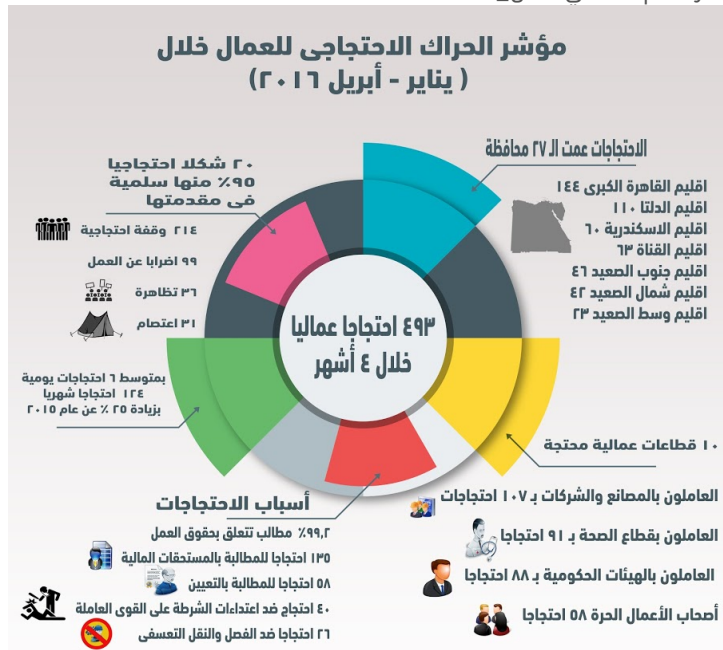 مؤشر الحراك الاحتجاجى للعمال خلال
( يناير - أبريل ٢٠١٦)
الاحتجاجات عمت الـ ٢٧ محافظة
اقليم القاهرة الكبرى ١٤٤
اقليم الدلتا ١١٠
اقليم الاسكندرية ٦٠
اقليم القناة ٦٣
اقليم جنوب الصعيد ٤٦
اقليم شمال الصعيد ٤٢
اقليم وسط الصعيد ٢٣
٢٠ شكلا احتجاجيا
٩٥٪ منها سلمية
فى مقدمتها
٢١٤ وقفة احتجاجية
٩٩ اضرابا عن العمل
٣٦ تظاهرة
٣١ اعتصام
٤٩٣ احتجاجا عماليا
خلال ٤ أشهر
بمتوسط ٦ احتجاجات يومية
١٢٤ احتجاجا شهريا
بزيادة ٢٥ ٪ عن عام ٢٠١٥
١٠ قطاعات عمالية محتجة
العاملون بالمصانع والشركات بـ ١٠٧ احتجاجات
العاملون بقطاع الصحة بـ ٩١ احتجاجا
العاملون بالهيئات الحكومية بـ ٨٨ احتجاجا
أصحاب الأعمال الحرة ٥٨ احتجاجا
أسباب الاحتجاجات
٩٩,٢٪ مطالب تتعلق بحقوق العمل
١٣٥ احتجاجا للمطالبة بالمستحقات المالية
٥٨ احتجاجا للمطالبة بالتعيين
٤٠ احتجاج ضد اعتداءات الشرطة على القوى العاملة
٢٦ احتجاجا ضد الفصل والنقل التعسفى